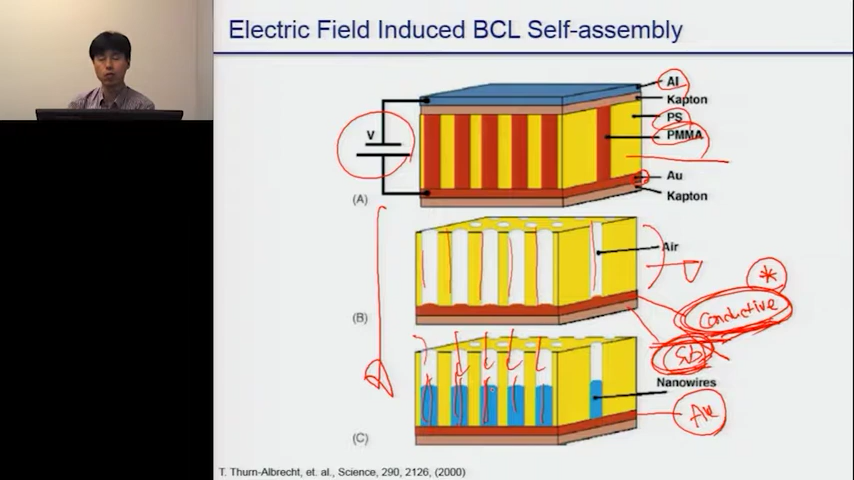 Electric Field Induced BCL Self-assembly
Al
Kapton
PS
V
PMMA
Au
(A)
Kapton
Air
*
conductive
(B)
Sub
Nanowires
(C)
T. Thurn-Albrecht, et. al., Science, 290, 2126, (2000)